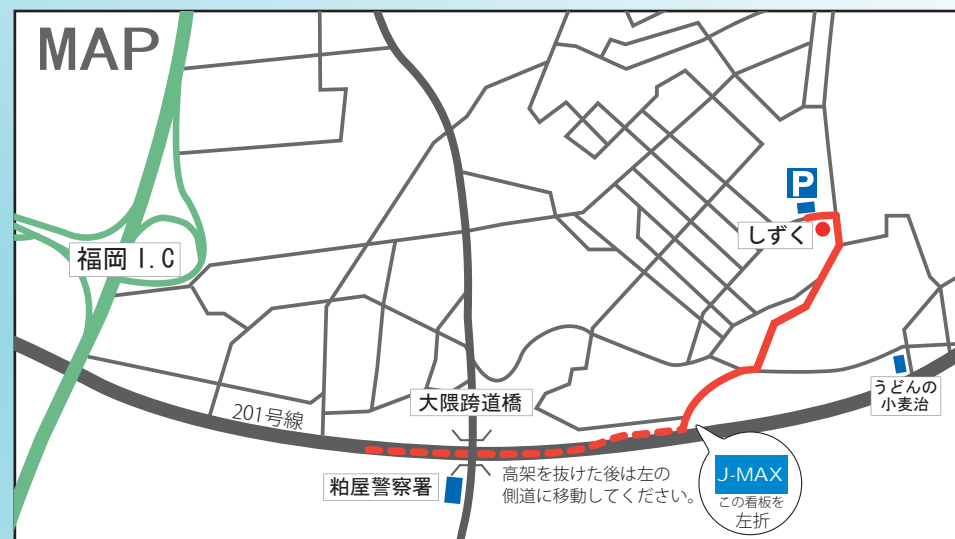 MAP
P
しずく
福岡 I.C
うどんの
小麦治
大隈跨道橋
201号線
高架を抜けた後は左の
側道に移動してください。
粕屋警察署
J-MAX
この看板を
左折